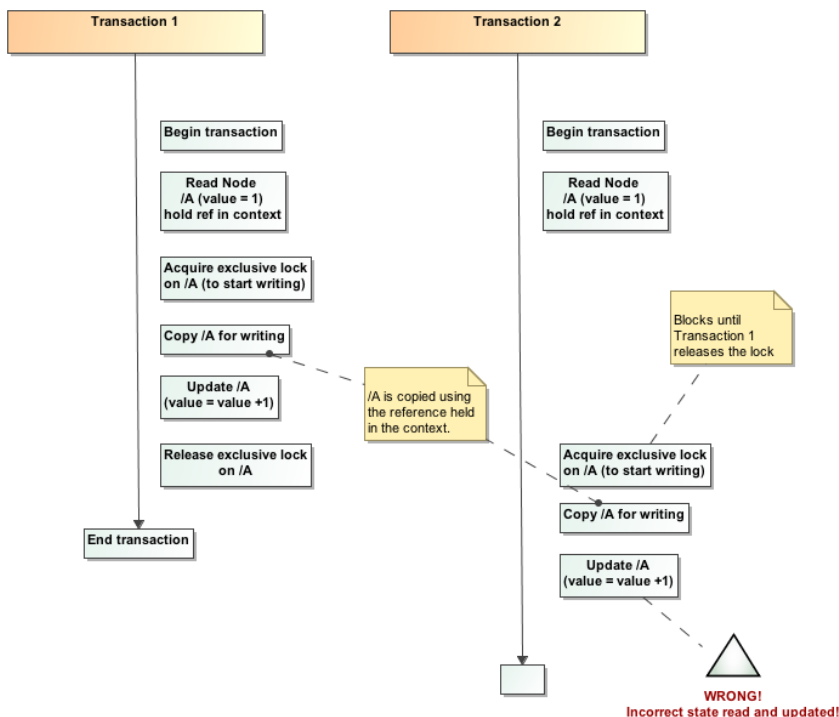 Transaction 1
Transaction 2
Begin transaction
Begin transaction
Read Node
/A (value = 1)
hold ref in context
Read Node
/A (value = 1)
hold ref in context
Acquire exclusive lock
on /A (to start writing)
Blocks until
Transaction 1
releases the lock
Copy /A for writing
/A is copied using
the reference held
in the context.
Update /A
(value = value +1)
Release exclusive lock
on /A
Acquire exclusive lock
on /A (to start writing)
Copy /A for writing
End transaction
Update /A
(value = value +1)
WRONG!
Incorrect state read and updated!